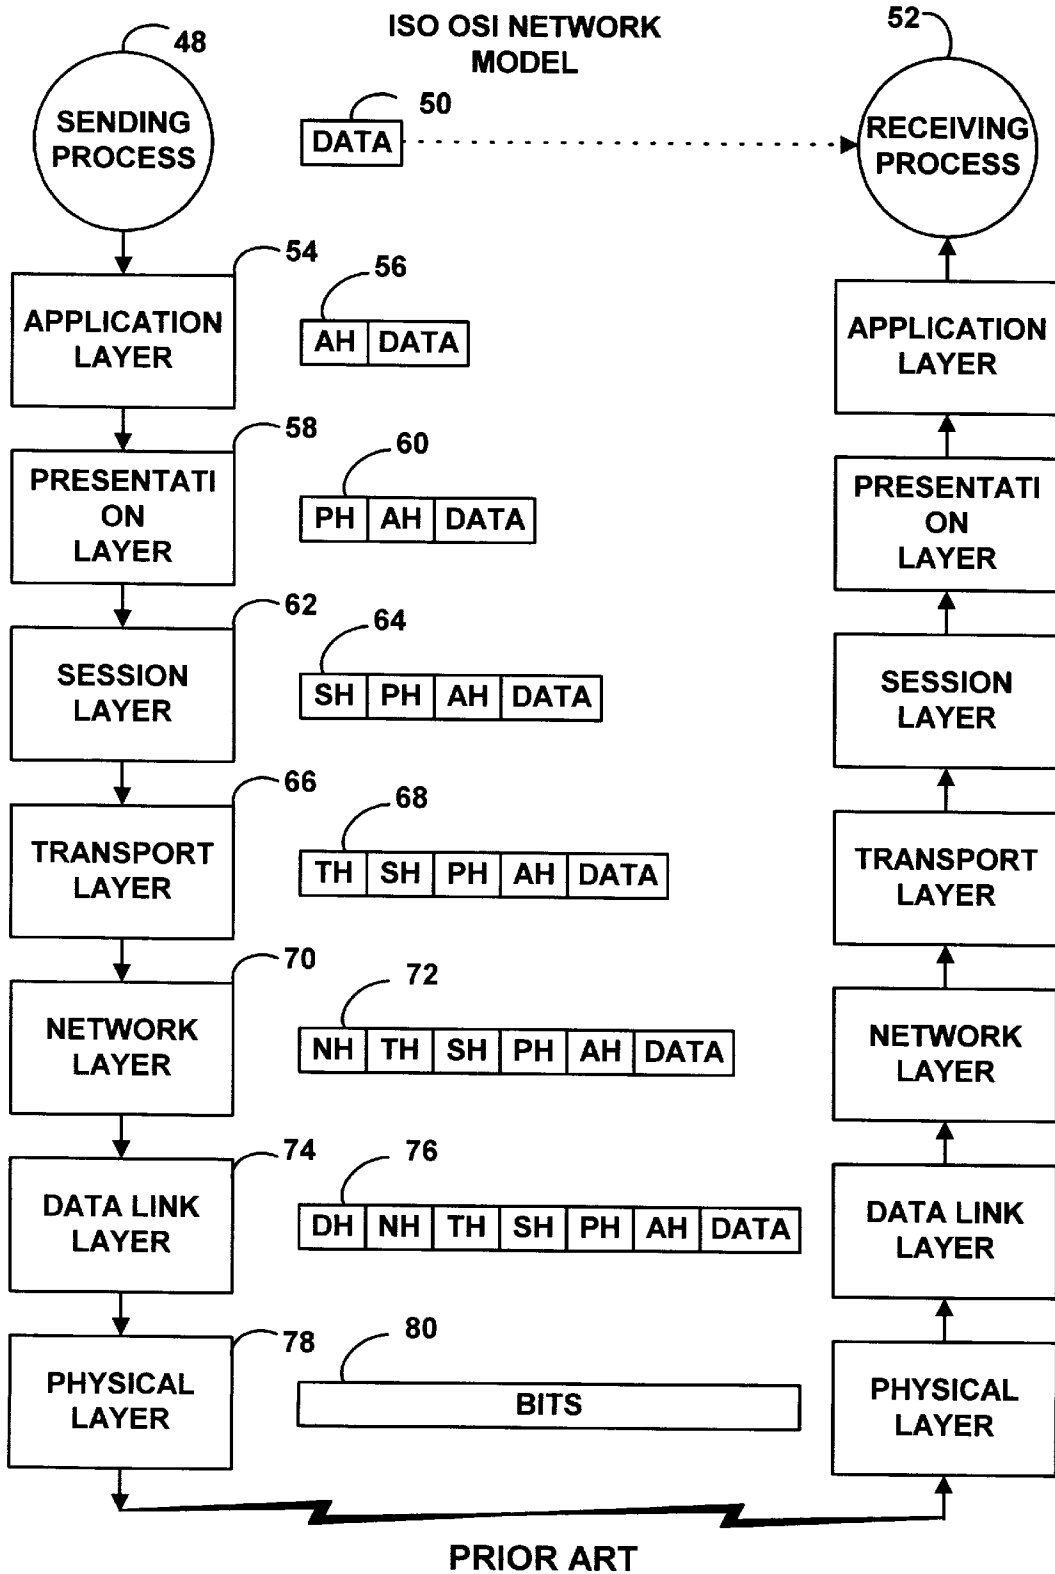 ISO OSI NETWORK
MODEL
48
50
52
SENDING
PROCESS
DATA
RECEIVING
PROCESS
54
56
APPLICATION
LAYER
AH DATA
APPLICATION
LAYER
58
60
PRESENTATI
ON
LAYER
PH AH DATA
PRESENTATI
ON
LAYER
62
64
SESSION
LAYER
SH PH AH DATA
SESSION
LAYER
66
68
TRANSPORT
LAYER
TH SH PH AH DATA
TRANSPORT
LAYER
70
72
NETWORK
LAYER
NH TH SH PH AH DATA
NETWORK
LAYER
74
76
DATA LINK
LAYER
DH NH TH SH PH AH DATA
DATA LINK
LAYER
78
80
PHYSICAL
LAYER
BITS
PHYSICAL
LAYER
PRIOR ART